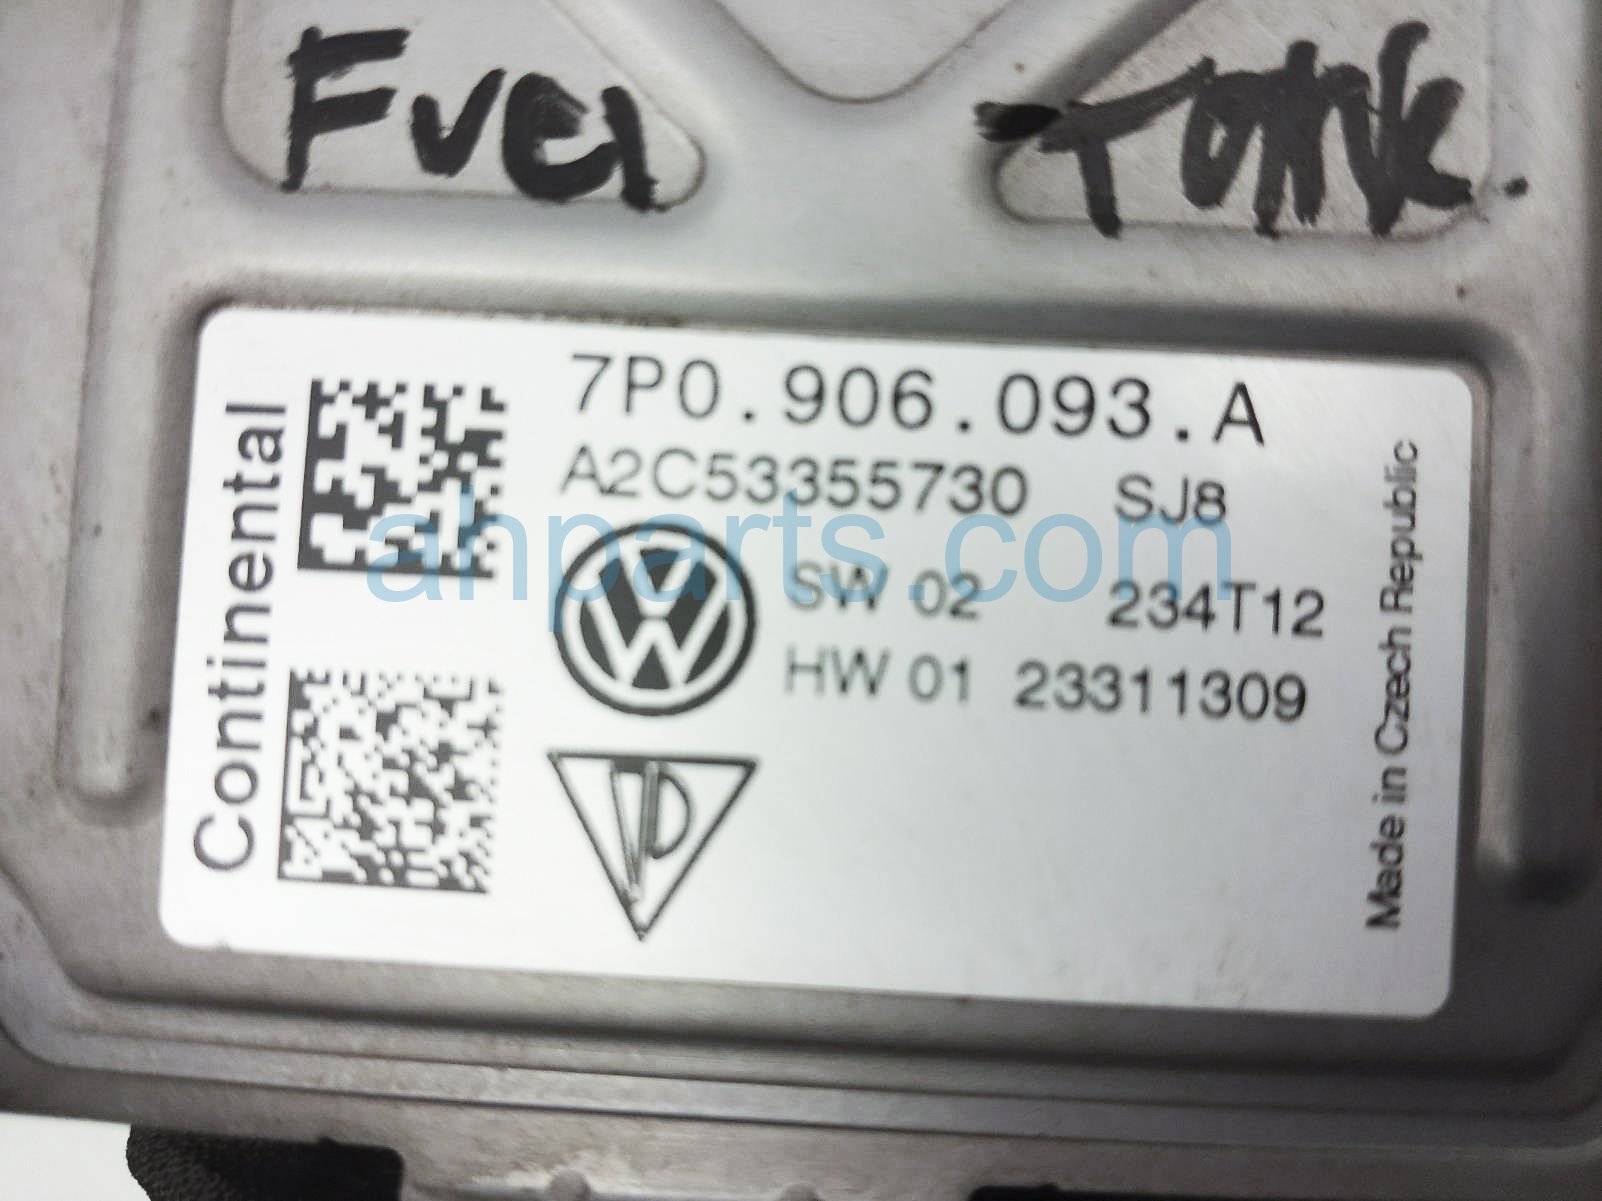 Fuel Tank.
Continental
7P0.906.093.A
A2C53355730 SJ8
SW 02 234T12
HW 01 23311309
Made in Czech Republic
ahparts.com